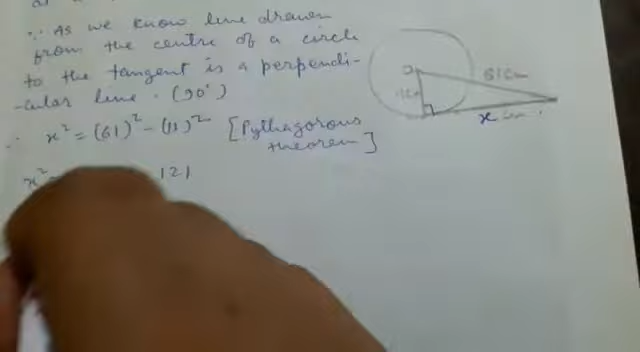 ∵ As we know line drawn
from the centre of a circle
to the tangent is a perpendi-
-cular line. (90°)
∴ x² = (61)² - (11)² [Pythagorous
theorem]
x² 121
61cm
x cm